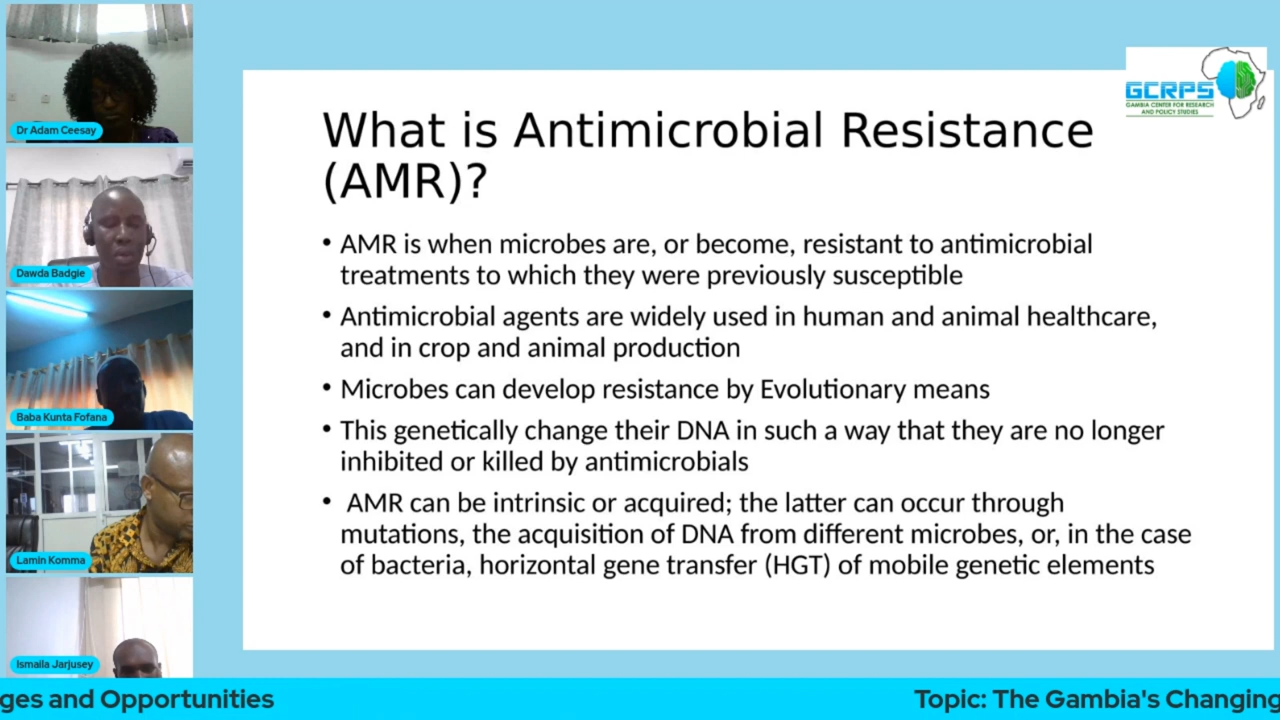 Dr Adam Ceesay
Dawda Badgie
Baba Kunta Fofana
Lamin Komma
Ismaila Jarjusey
GCRPS
GAMBIA CENTER FOR RESEARCH
AND POLICY STUDIES
What is Antimicrobial Resistance
(AMR)?
• AMR is when microbes are, or become, resistant to antimicrobial
treatments to which they were previously susceptible
• Antimicrobial agents are widely used in human and animal healthcare,
and in crop and animal production
• Microbes can develop resistance by Evolutionary means
• This genetically change their DNA in such a way that they are no longer
inhibited or killed by antimicrobials
• AMR can be intrinsic or acquired; the latter can occur through
mutations, the acquisition of DNA from different microbes, or, in the case
of bacteria, horizontal gene transfer (HGT) of mobile genetic elements
ges and Opportunities
Topic: The Gambia's Changing